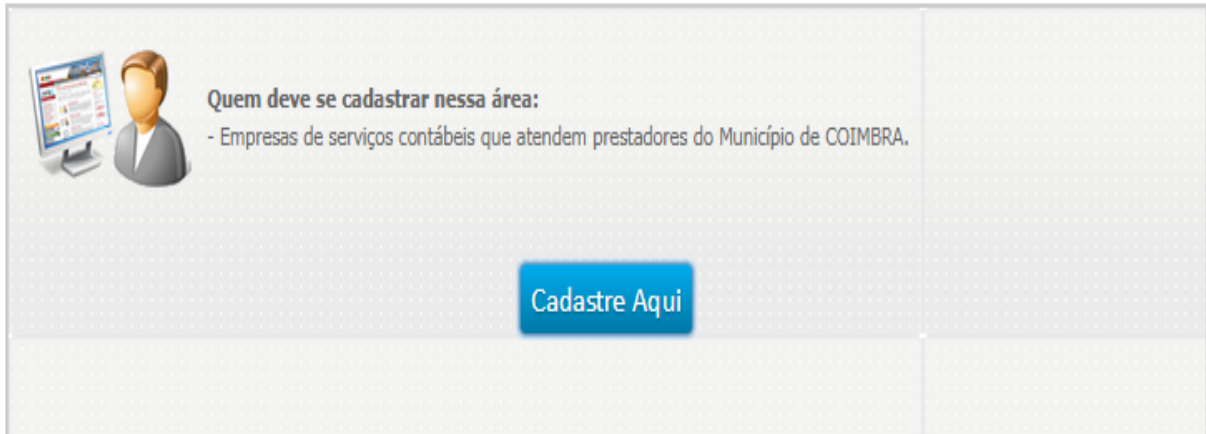 Quem deve se cadastrar nessa área:
- Empresas de serviços contábeis que atendem prestadores do Município de COIMBRA.
Cadastre Aqui